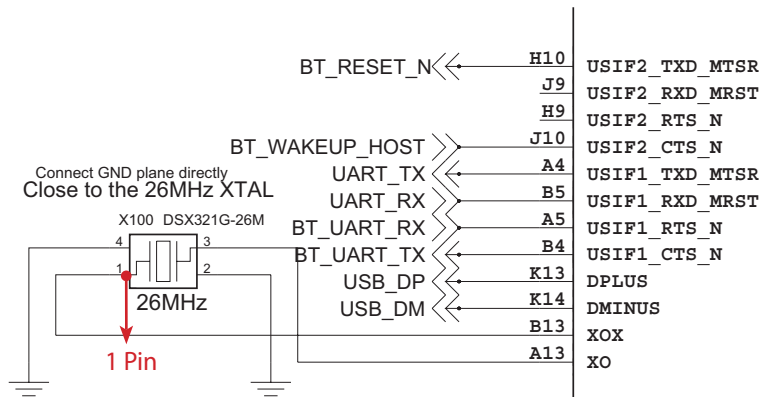 BT_RESET_N H10 USIF2_TXD_MTSR
J9 USIF2_RXD_MRST
H9 USIF2_RTS_N
BT_WAKEUP_HOST J10 USIF2_CTS_N
Connect GND plane directly
UART_TX A4 USIF1_TXD_MTSR
Close to the 26MHz XTAL
UART_RX B5 USIF1_RXD_MRST
X100 DSX321G-26M
BT_UART_RX A5 USIF1_RTS_N
4 3
BT_UART_TX B4 USIF1_CTS_N
1 2
USB_DP K13 DPLUS
26MHz
USB_DM K14 DMINUS
B13 XOX
1 Pin
A13 XO